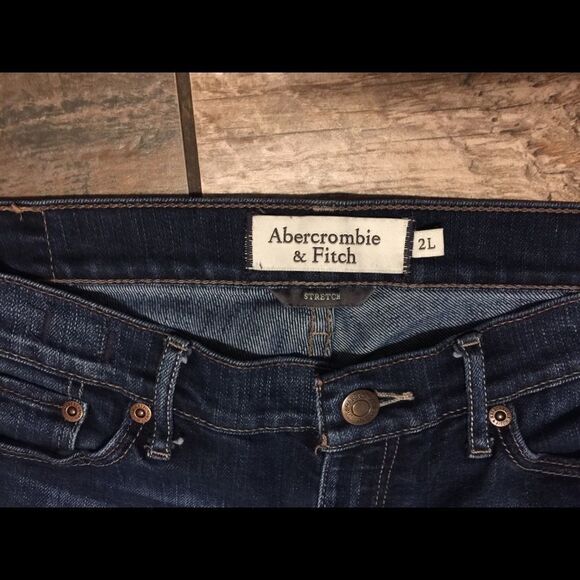 Abercrombie
& Fitch
2L
STRETCH